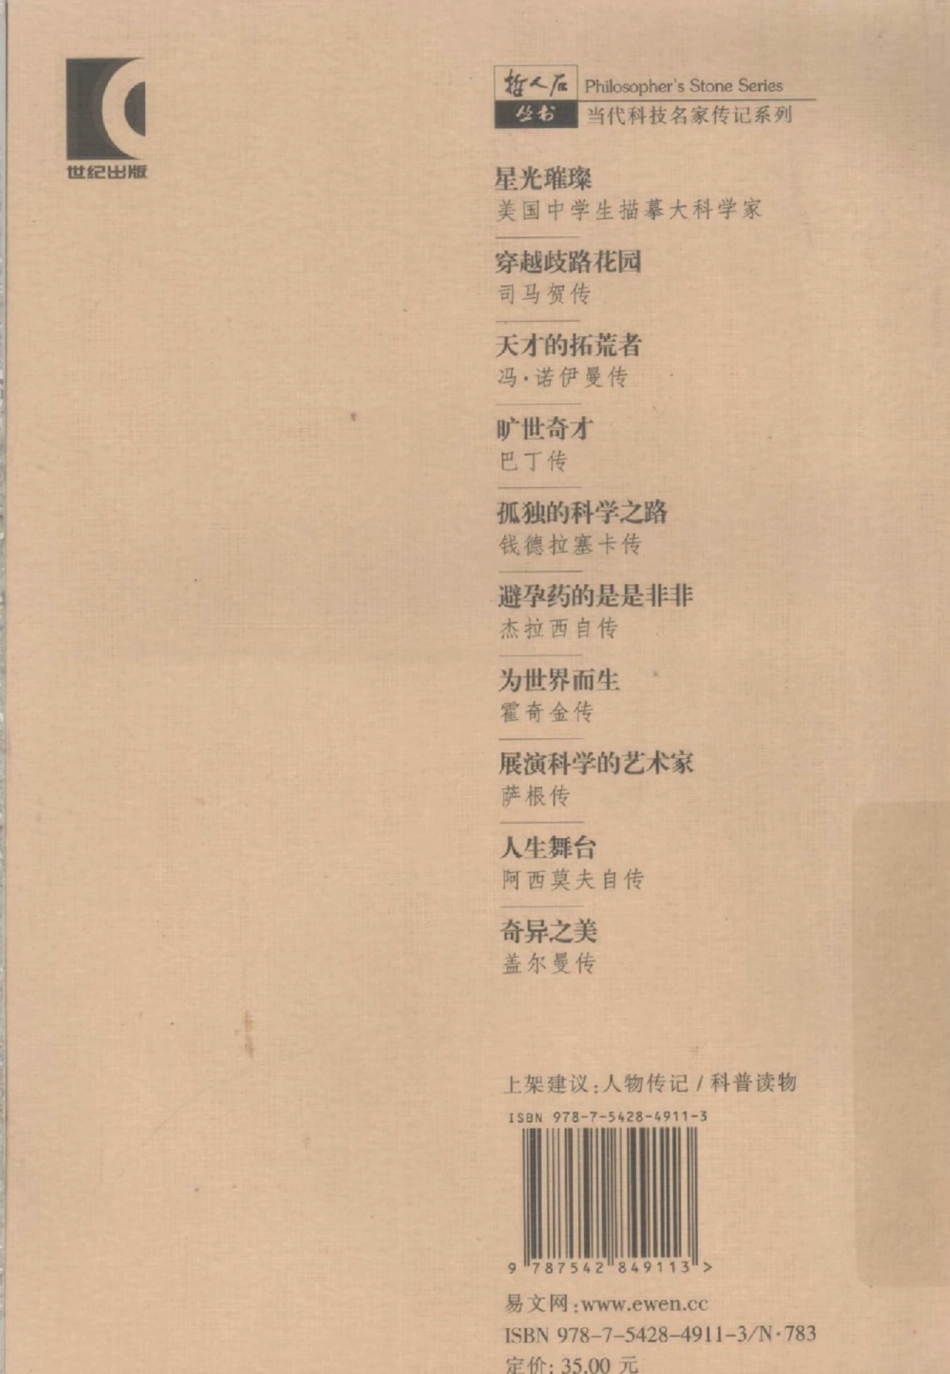 世纪出版
哲人石
丛书
Philosopher's Stone Series
当代科技名家传记系列
星光璀璨
美国中学生描摹大科学家
穿越歧路花园
司马贺传
天才的拓荒者
冯·诺伊曼传
旷世奇才
巴丁传
孤独的科学之路
钱德拉塞卡传
避孕药的是是非非
杰拉西自传
为世界而生
霍奇金传
展演科学的艺术家
萨根传
人生舞台
阿西莫夫自传
奇异之美
盖尔曼传
上架建议:人物传记/科普读物
ISBN 978-7-5428-4911-3
9 787542 849113 >
易文网:www.ewen.cc
ISBN 978-7-5428-4911-3/N·783
定价: 35.00 元